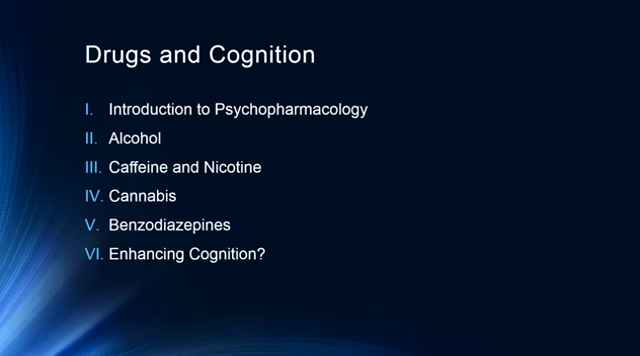 Drugs and Cognition
I. Introduction to Psychopharmacology
II. Alcohol
III. Caffeine and Nicotine
IV. Cannabis
V. Benzodiazepines
VI. Enhancing Cognition?